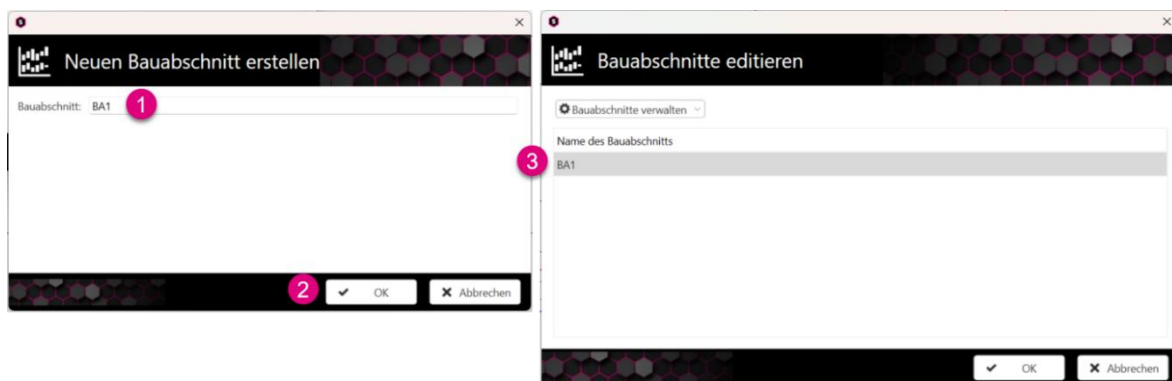 Neuen Bauabschnitt erstellen
Bauabschnitt: BA1
1
2
OK
Abbrechen
Bauabschnitte editieren
Bauabschnitte verwalten
Name des Bauabschnitts
3
BA1
OK
Abbrechen